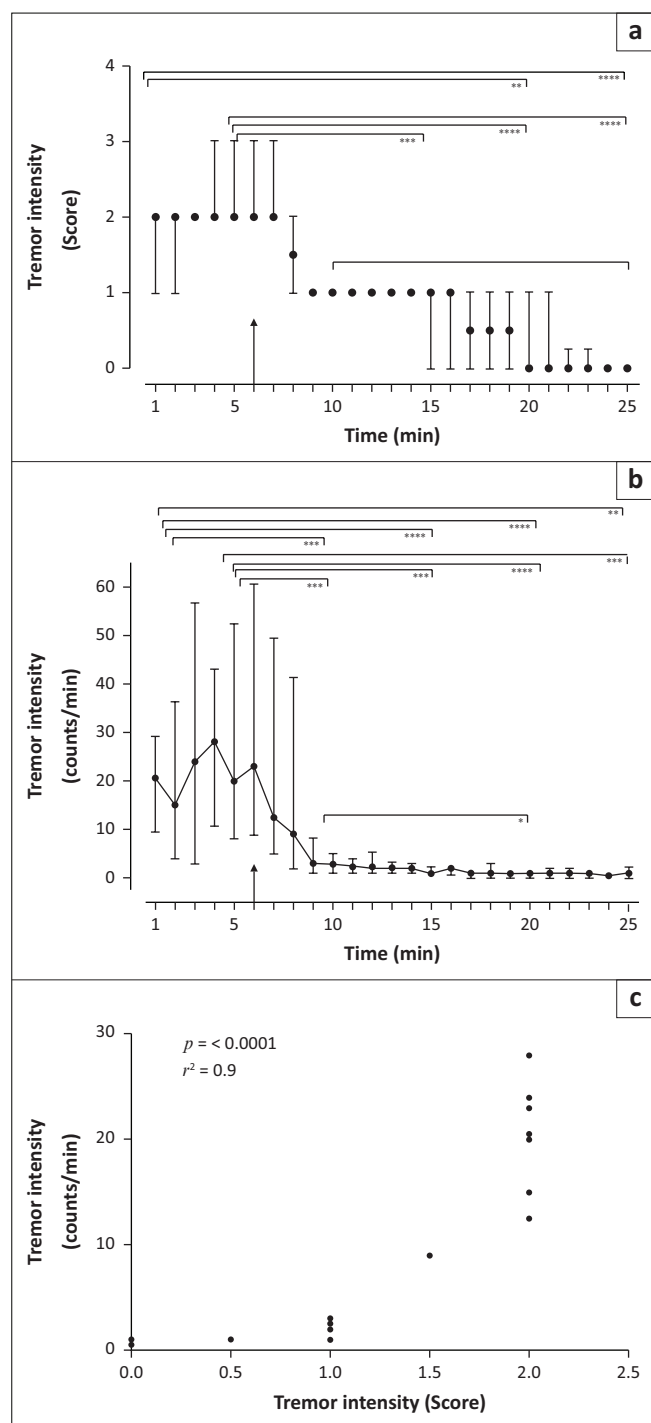 a
4
****
**
****
****
***
3
Tremor intensity
(Score)
2
1
0
1 5 10 15 20 25
Time (min)
b
**
****
****
***
***
****
***
***
60
50
Tremor intensity
(counts/min)
40
30
20
*
10
0
1 5 10 15 20 25
Time (min)
c
30
p = < 0.0001
r² = 0.9
Tremor intensity
(counts/min)
20
10
0
0.0 0.5 1.0 1.5 2.0 2.5
Tremor intensity (Score)